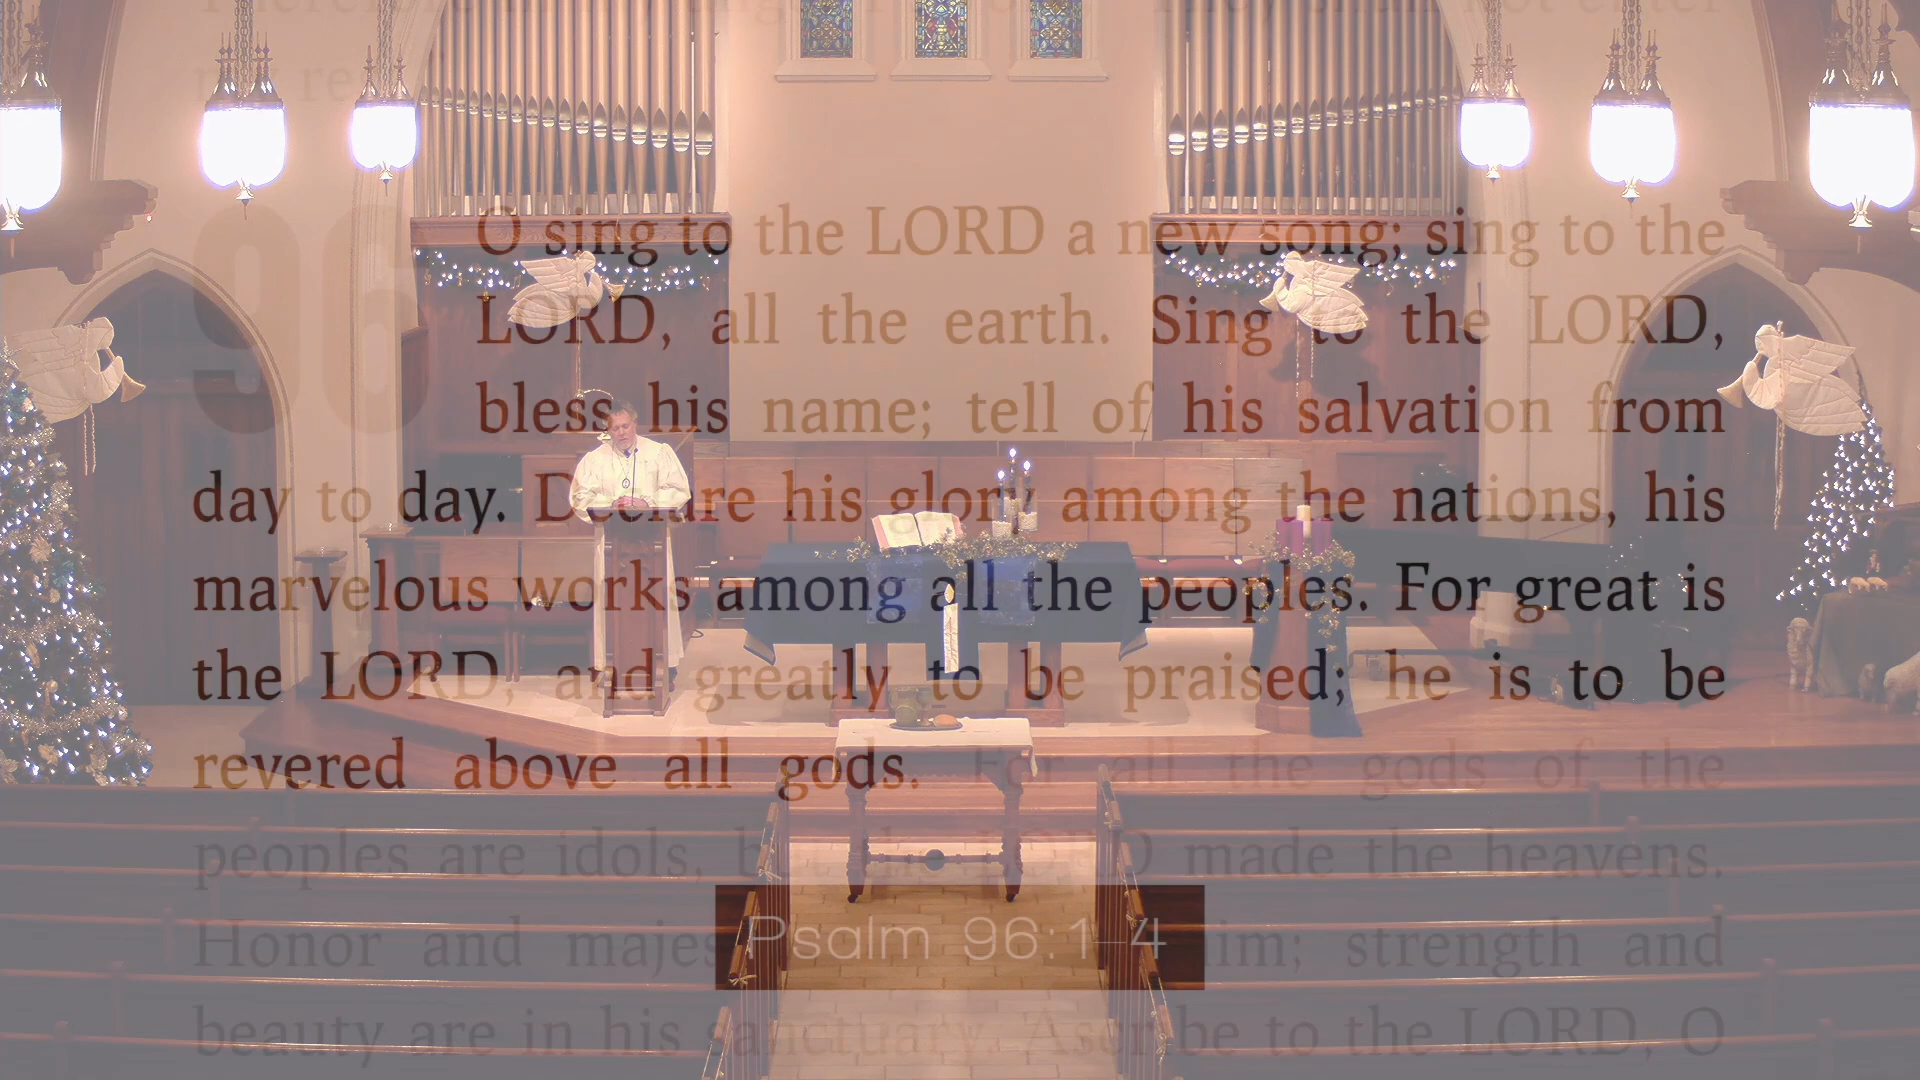 96 O sing to the LORD a new song; sing to the
LORD, all the earth. Sing to the LORD,
bless his name; tell of his salvation from
day to day. Declare his glory among the nations, his
marvelous works among all the peoples. For great is
the LORD, and greatly to be praised; he is to be
revered above all gods. For all the gods of the
peoples are idols, but the LORD made the heavens.
Honor and majes im; strength and
Psalm 96:1–4
beauty are in his sanctuary. Ascribe to the LORD, O